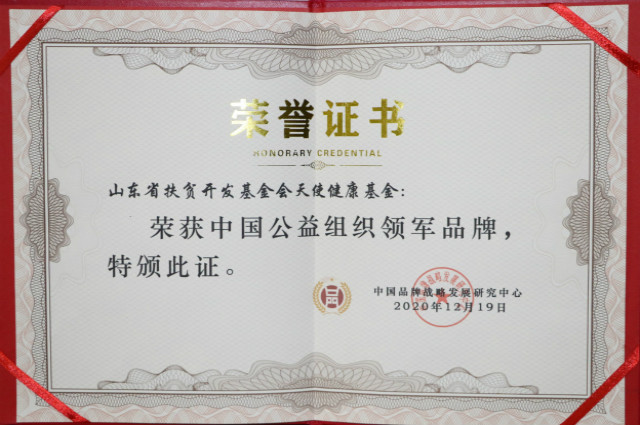 荣誉证书
HONORARY CREDENTIAL
山东省扶贫开发基金会天使健康基金：
荣获中国公益组织领军品牌，
特颁此证。
中国品牌战略发展研究中心
2020年12月19日